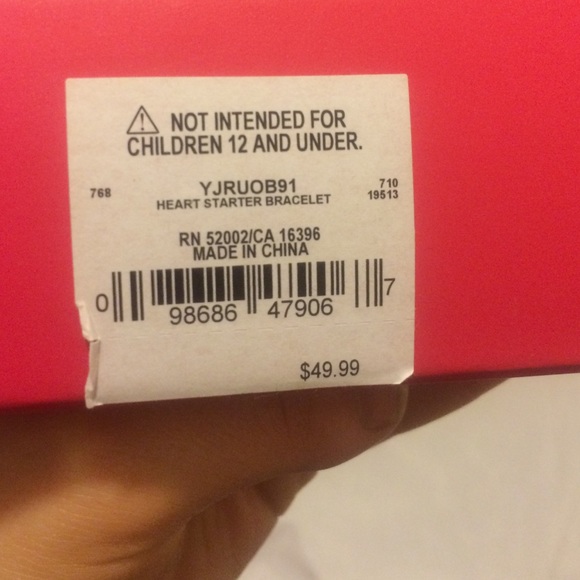 NOT INTENDED FOR
CHILDREN 12 AND UNDER.
768 YJRUOB91 710
HEART STARTER BRACELET 19513
RN 52002/CA 16396
MADE IN CHINA
0 98686 47906 7
$49.99